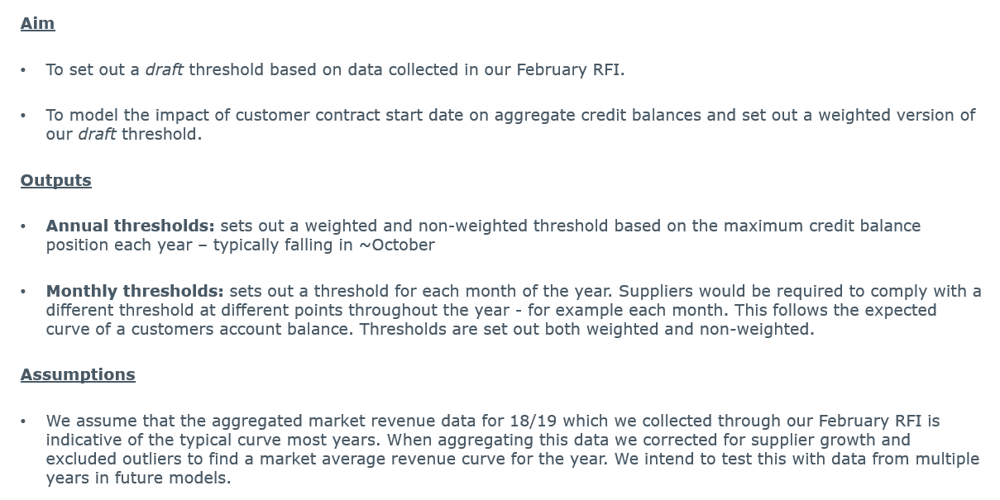 Aim
• To set out a draft threshold based on data collected in our February RFI.
• To model the impact of customer contract start date on aggregate credit balances and set out a weighted version of
our draft threshold.
Outputs
• Annual thresholds: sets out a weighted and non-weighted threshold based on the maximum credit balance
position each year – typically falling in ~October
• Monthly thresholds: sets out a threshold for each month of the year. Suppliers would be required to comply with a
different threshold at different points throughout the year - for example each month. This follows the expected
curve of a customers account balance. Thresholds are set out both weighted and non-weighted.
Assumptions
• We assume that the aggregated market revenue data for 18/19 which we collected through our February RFI is
indicative of the typical curve most years. When aggregating this data we corrected for supplier growth and
excluded outliers to find a market average revenue curve for the year. We intend to test this with data from multiple
years in future models.